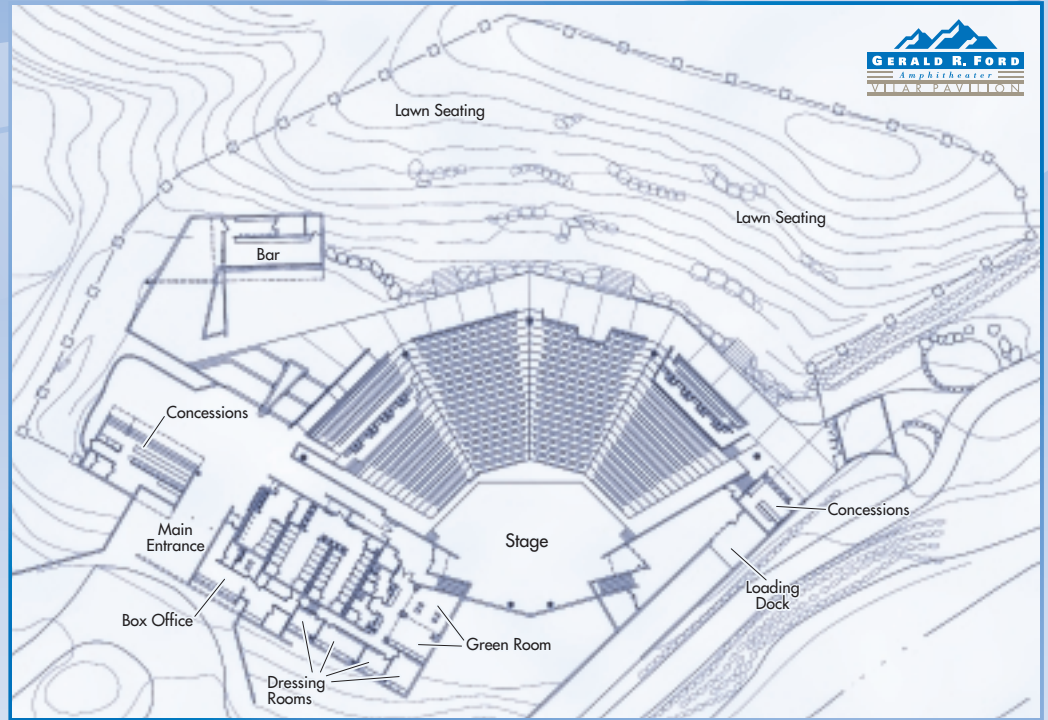 GERALD R. FORD
Amphitheater
VILAR PAVILION
Lawn Seating
Lawn Seating
Bar
Concessions
Main
Entrance
Stage
Concessions
Loading
Dock
Box Office
Green Room
Dressing
Rooms